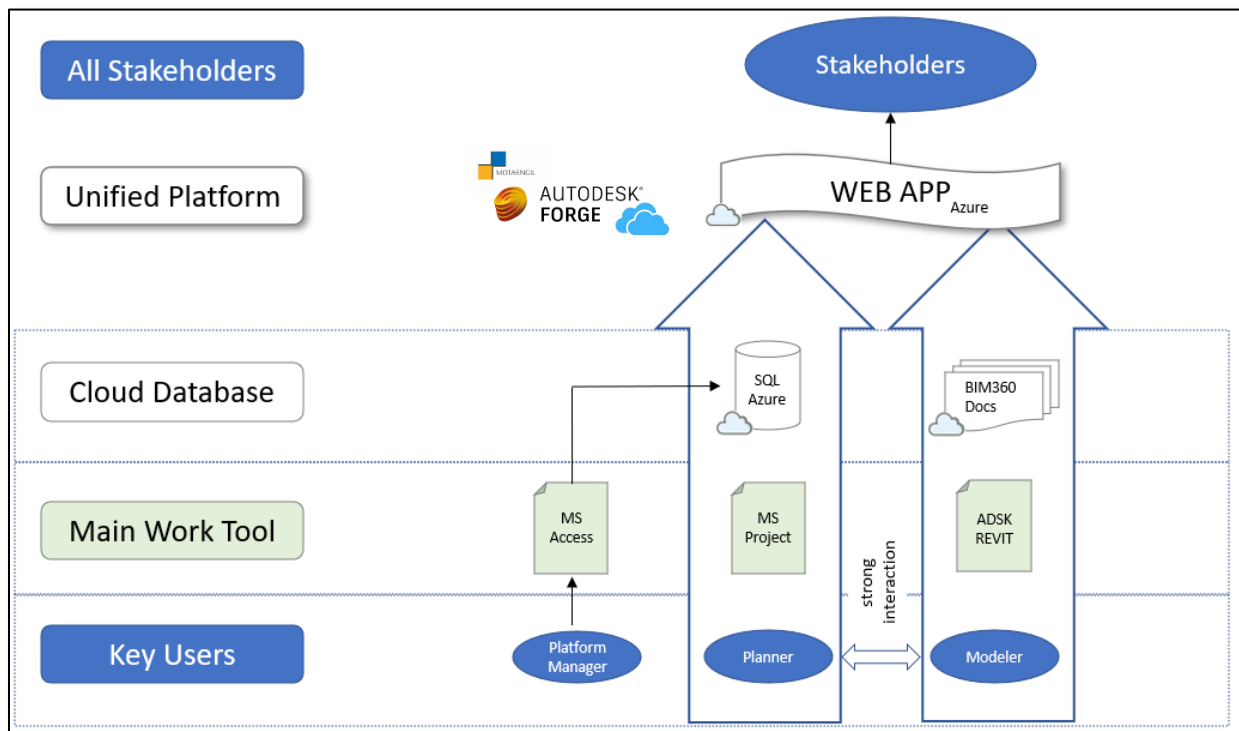 All Stakeholders
Stakeholders
Unified Platform
MOTAENGIL
AUTODESK®
FORGE
WEB APP
Azure
Cloud Database
SQL
Azure
BIM360
Docs
Main Work Tool
MS
Access
MS
Project
ADSK
REVIT
strong
interaction
Key Users
Platform
Manager
Planner
Modeler